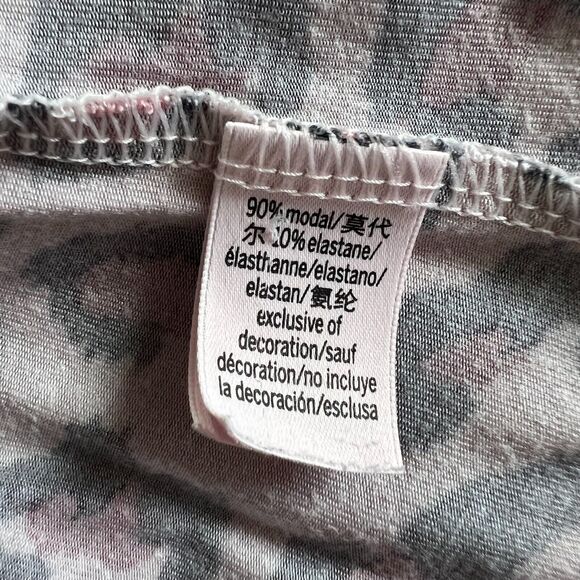 90% modal/莫代
尔 10% elastane/
élasthanne/elastano/
elastan/氨纶
exclusive of
decoration/sauf
décoration/no incluye
la decoración/esclusa